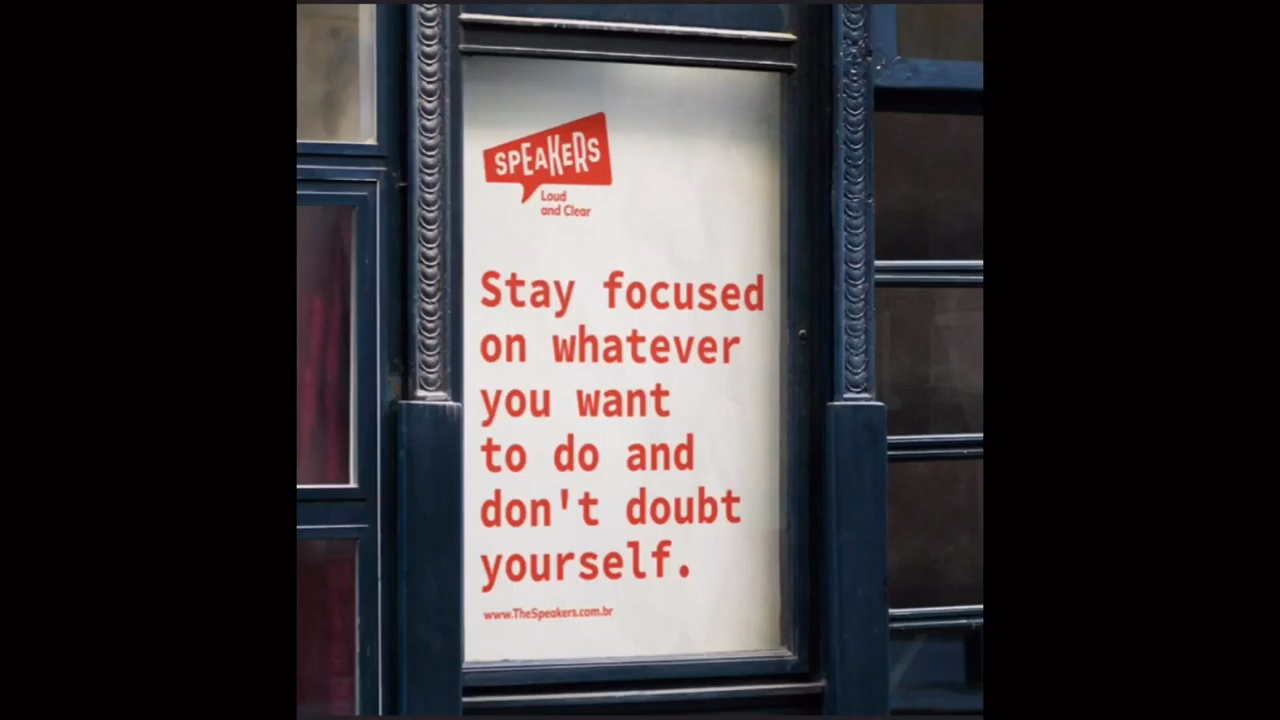 SPEAKERS
Loud
and Clear
Stay focused
on whatever
you want
to do and
don't doubt
yourself.
www.TheSpeakers.com.br